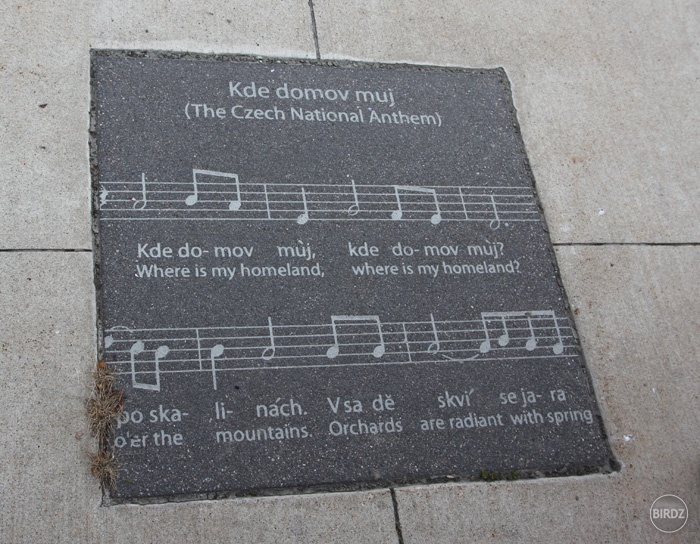 Kde domov muj
(The Czech National Anthem)
Kde do- mov mùj, kde do- mov mùj?
Where is my homeland, where is my homeland?
po ska- li- nách. V sa dě skví se ja- ra
o'er the mountains. Orchards are radiant with spring
BIRDZ